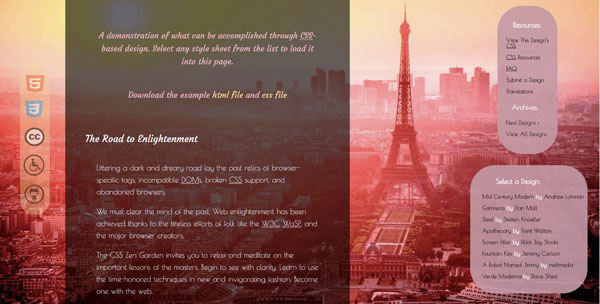 A demonstration of what can be accomplished through CSS-
based design. Select any style sheet from the list to load it
into this page.
Download the example html file and css file
The Road to Enlightenment
Littering a dark and dreary road lay the past relics of browser-
specific tags, incompatible DOMs, broken CSS support, and
abandoned browsers.
We must clear the mind of the past. Web enlightenment has been
achieved thanks to the tireless efforts of folk like the W3C, WaSP, and
the major browser creators.
The CSS Zen Garden invites you to relax and meditate on the
important lessons of the masters. Begin to see with clarity. Learn to use
the time-honored techniques in new and invigorating fashion. Become
one with the web.
Resources:
View This Design's
CSS
CSS Resources
FAQ
Submit a Design
Translations
Archives:
Next Designs ›
View All Designs
Select a Design:
Mid Century Modern by Andrew Lohman
Garments by Dan Mall
Steel by Steffen Knoeller
Apothecary by Trent Walton
Screen Filler by Elliot Jay Stocks
Fountain Kiss by Jeremy Carlson
A Robot Named Jimmy by meltmedia
Verde Moderna by Dave Shea